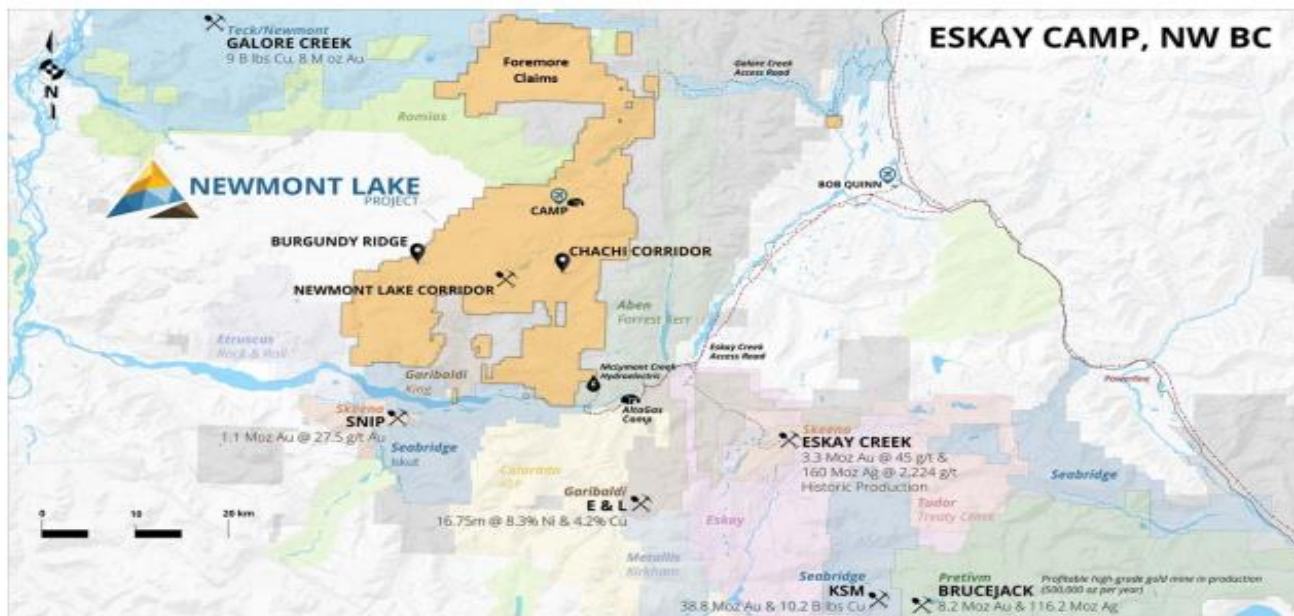 ESKAY CAMP, NW BC
Teck/Newmont
GALORE CREEK
9 B lbs Cu, 8 M oz Au
N
Foremore
Claims
Galore Creek
Access Road
Romios
NEWMONT LAKE
PROJECT
CAMP
BOB QUINN
BURGUNDY RIDGE
CHACHI CORRIDOR
NEWMONT LAKE CORRIDOR
Aben
Forrest Kerr
Etruscus
Rock & Roll
Eskay Creek
Access Road
McLymont Creek
Hydroelectric
Garibaldi
King
Powerline
AltaGas
Camp
Skeena
SNIP
1.1 Moz Au @ 27.5 g/t Au
Seabridge
Iskut
Skeena
ESKAY CREEK
3.3 Moz Au @ 45 g/t &
160 Moz Ag @ 2,224 g/t
Historic Production
Seabridge
Colorado
Garibaldi
E & L
16.75m @ 8.3% Ni & 4.2% Cu
Eskay
Tudor
Treaty Creek
0 10 20 km
Metallis
Kirkham
Seabridge
KSM
38.8 Moz Au & 10.2 B lbs Cu
Pretivm
BRUCEJACK
Profitable high-grade gold mine in production
(500,000 oz per year)
8.2 Moz Au & 116.2 Moz Ag